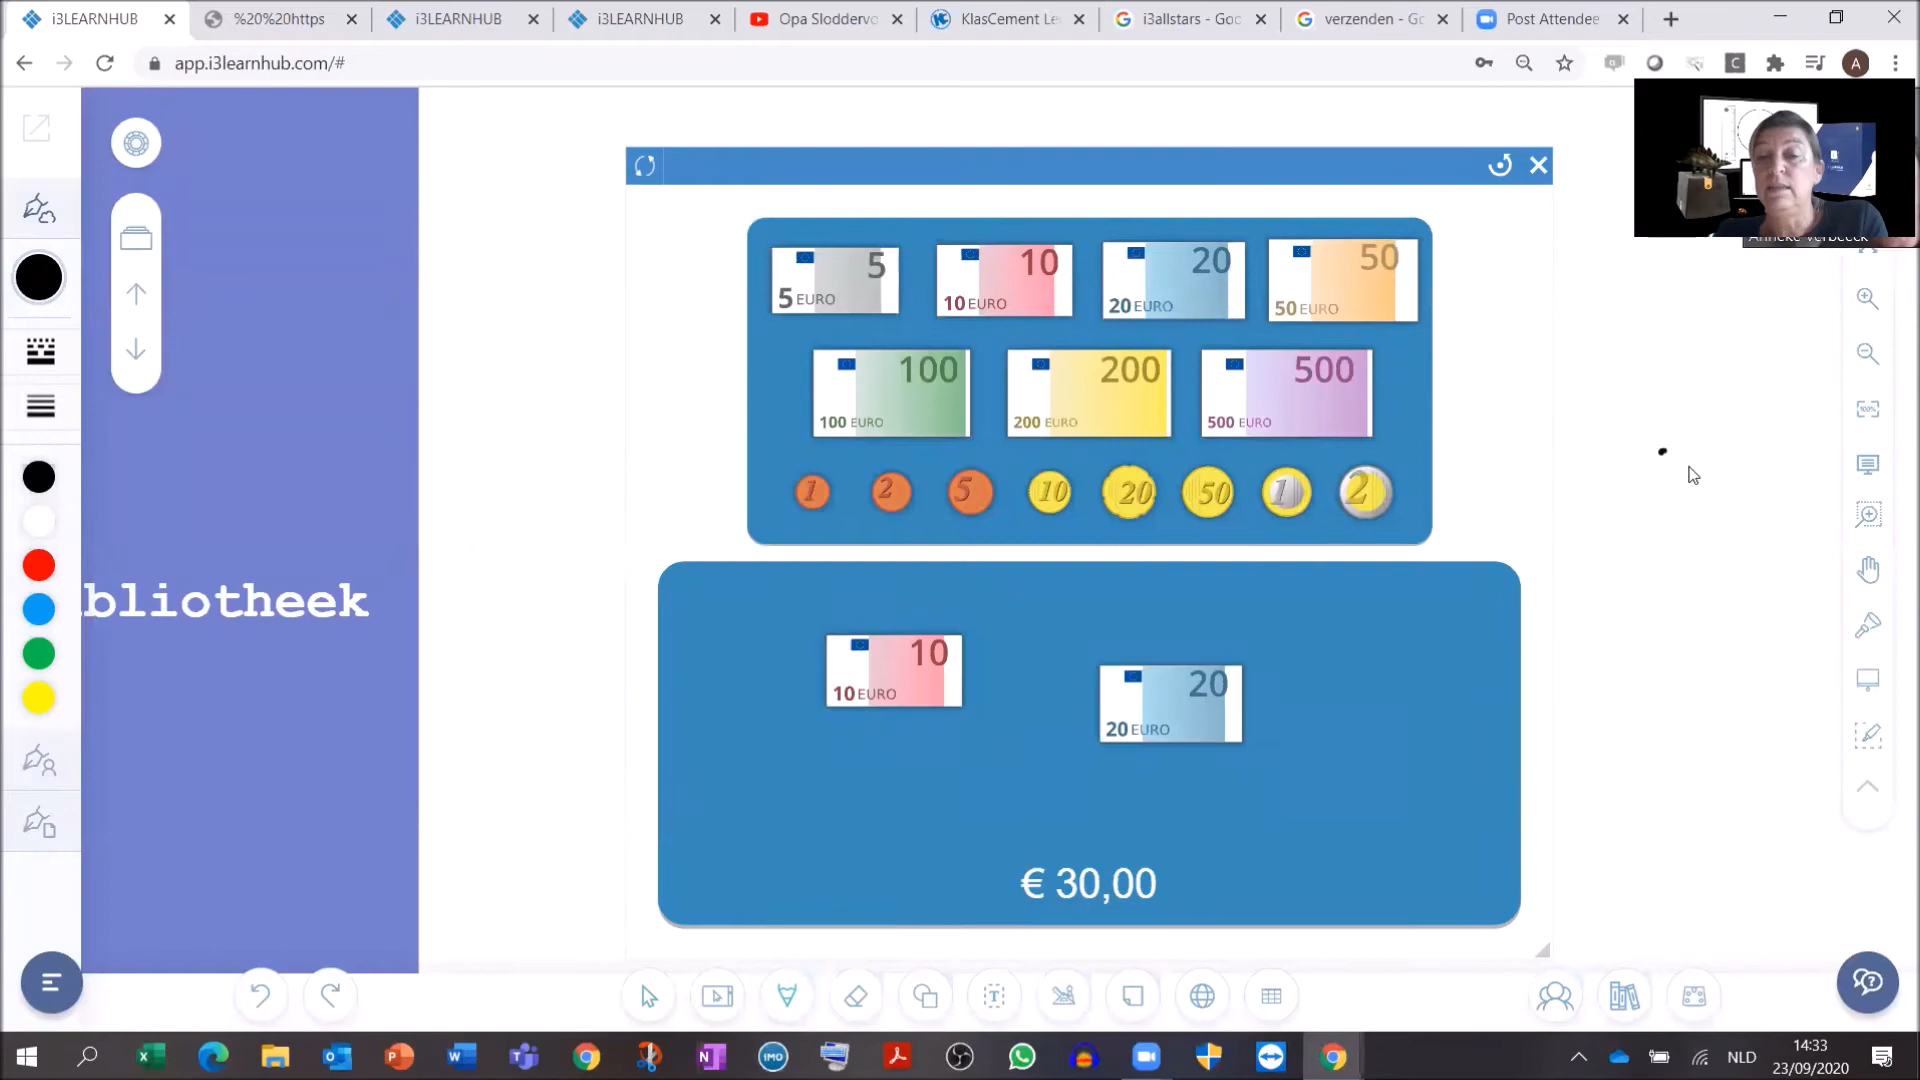 i3LEARNHUB
%20%20https
i3LEARNHUB
i3LEARNHUB
Opa Sloddervo
KlasCement Le
i3allstars - Goo
verzenden - Go
Post Attendee
app.i3learnhub.com/#
A
5
5 EURO
10
10 EURO
20
20 EURO
50
50 EURO
100
100 EURO
200
200 EURO
500
500 EURO
1 2 5 10 20 50 1 2
bliotheek
10
10 EURO
20
20 EURO
€ 30,00
100%
NLD
14:33
23/09/2020